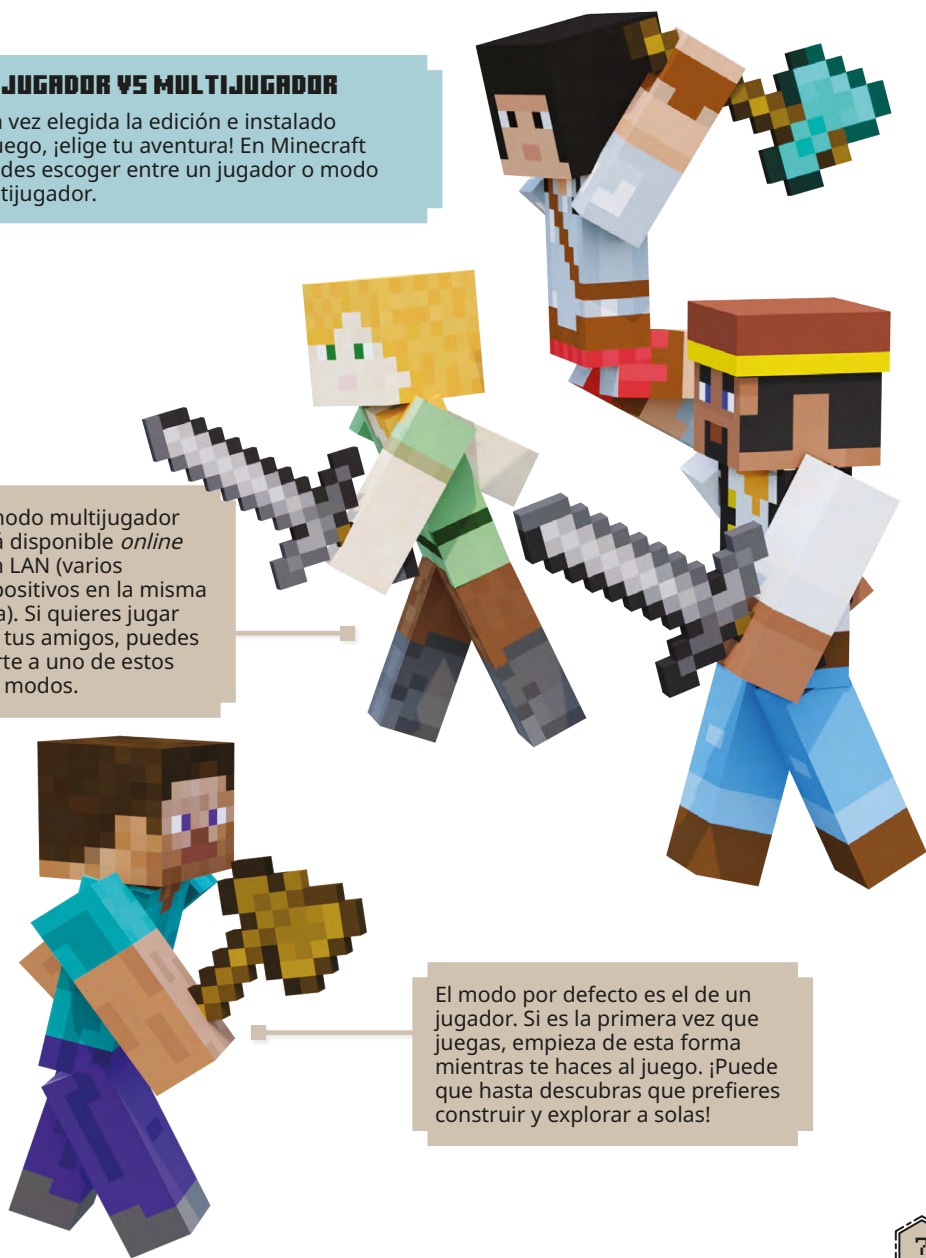 JUGADOR VS MULTIJUGADOR
vez elegida la edición e instalado
uego, ¡elige tu aventura! En Minecraft
des escoger entre un jugador o modo
tijugador.
nodo multijugador
á disponible online
n LAN (varios
positivos en la misma
a). Si quieres jugar
tus amigos, puedes
rte a uno de estos
modos.
El modo por defecto es el de un
jugador. Si es la primera vez que
juegas, empieza de esta forma
mientras te haces al juego. ¡Puede
que hasta descubras que prefieres
construir y explorar a solas!
7